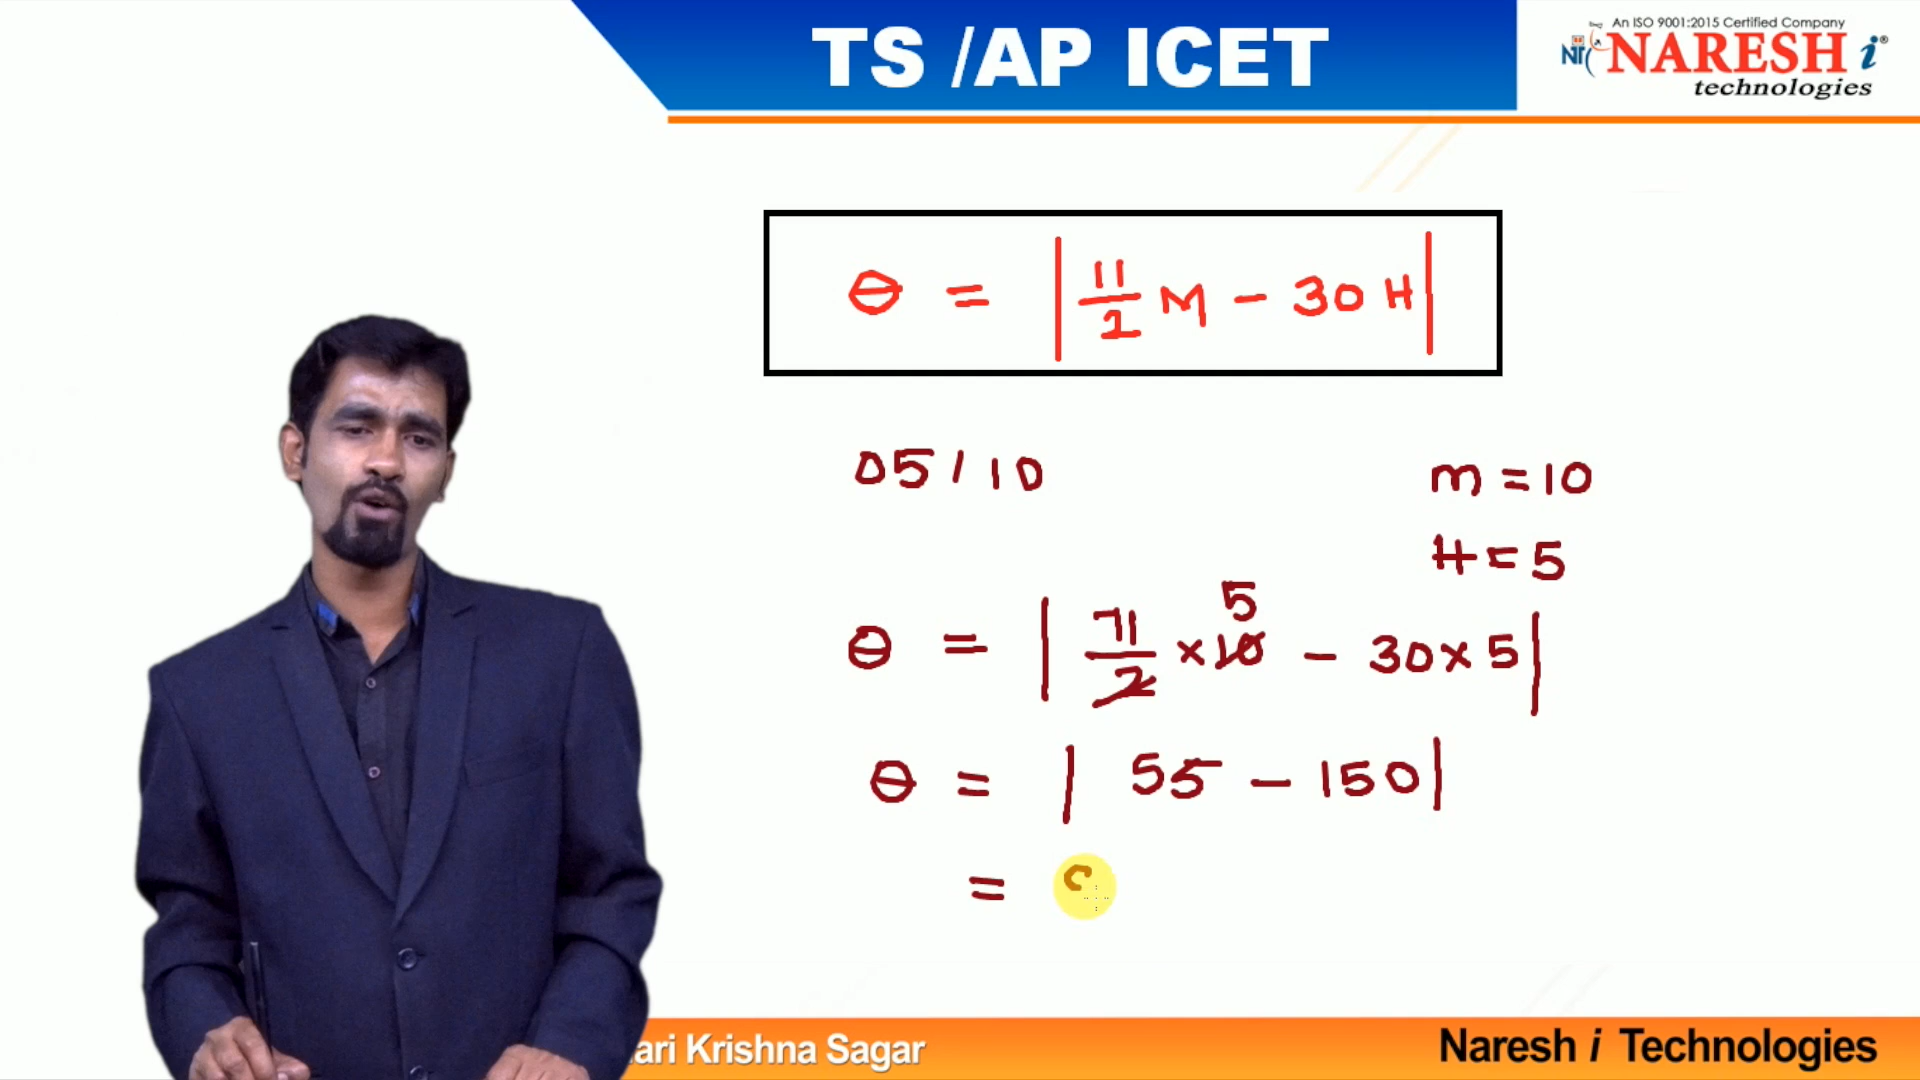 TS /AP ICET
An ISO 9001:2015 Certified Company
NT NARESH i ®
technologies
θ = | 11/2 M - 30 H |
05 / 10
m = 10
H = 5
5
θ = | 11/2 × 10 - 30 × 5 |
θ = | 55 - 150 |
=
Krishna Sagar
Naresh i Technologies